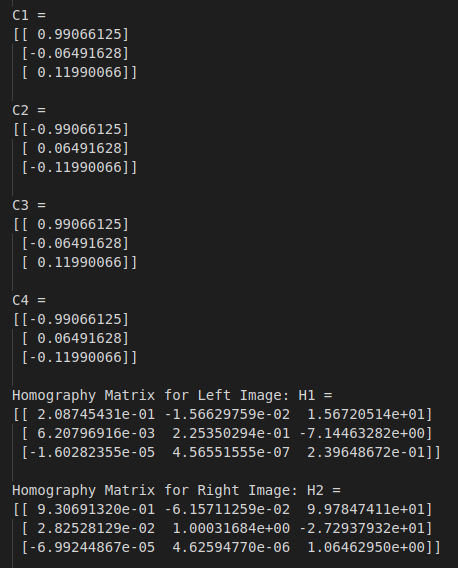 C1 =
[[ 0.99066125]
 [-0.06491628]
 [ 0.11990066]]
C2 =
[[-0.99066125]
 [ 0.06491628]
 [-0.11990066]]
C3 =
[[ 0.99066125]
 [-0.06491628]
 [ 0.11990066]]
C4 =
[[-0.99066125]
 [ 0.06491628]
 [-0.11990066]]
Homography Matrix for Left Image: H1 =
[[ 2.08745431e-01 -1.56629759e-02  1.56720514e+01]
 [ 6.20796916e-03  2.25350294e-01 -7.14463282e+00]
 [-1.60282355e-05  4.56551555e-07  2.39648672e-01]]
Homography Matrix for Right Image: H2 =
[[ 9.30691320e-01 -6.15711259e-02  9.97847411e+01]
 [ 2.82528129e-02  1.00031684e+00 -2.72937932e+01]
 [-6.99244867e-05  4.62594770e-06  1.06462950e+00]]